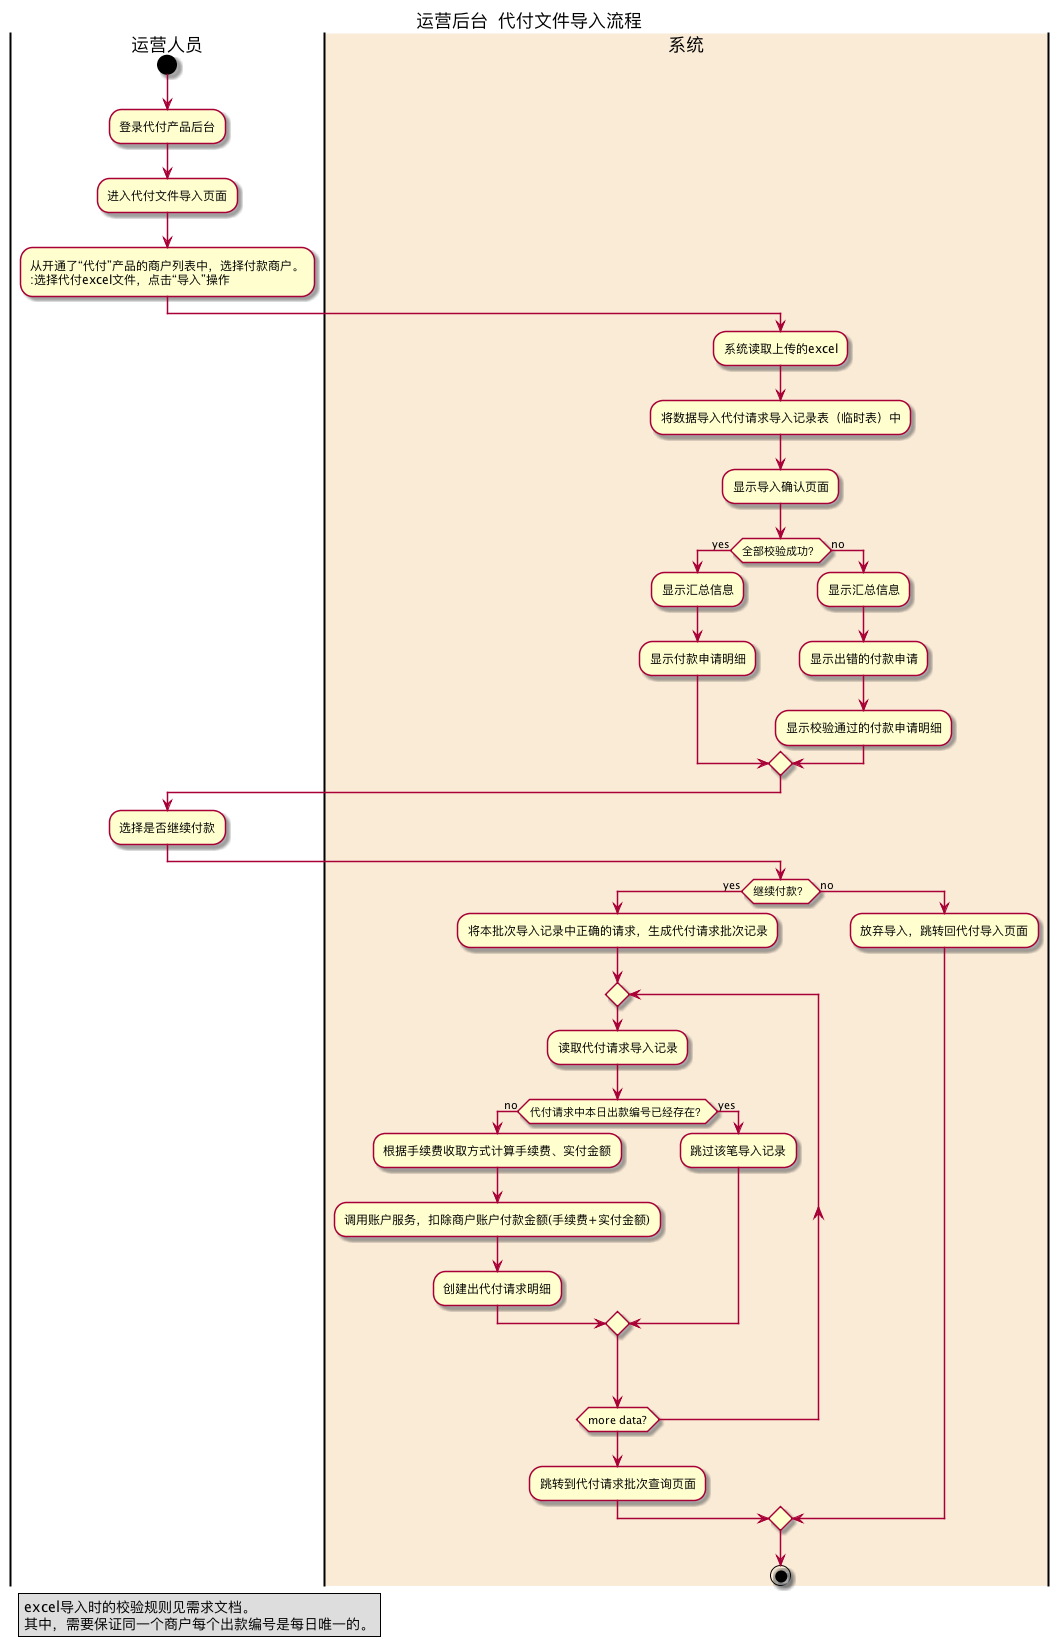 运营后台 代付文件导入流程
运营人员
系统
登录代付产品后台
进入代付文件导入页面
从开通了“代付”产品的商户列表中，选择付款商户。
:选择代付excel文件，点击“导入”操作
系统读取上传的excel
将数据导入代付请求导入记录表（临时表）中
显示导入确认页面
yes
全部校验成功？
no
显示汇总信息
显示汇总信息
显示付款申请明细
显示出错的付款申请
显示校验通过的付款申请明细
选择是否继续付款
yes
继续付款？
no
将本批次导入记录中正确的请求，生成代付请求批次记录
放弃导入，跳转回代付导入页面
读取代付请求导入记录
no
代付请求中本日出款编号已经存在？
yes
根据手续费收取方式计算手续费、实付金额
跳过该笔导入记录
调用账户服务，扣除商户账户付款金额(手续费+实付金额)
创建出代付请求明细
more data?
跳转到代付请求批次查询页面
excel导入时的校验规则见需求文档。
其中，需要保证同一个商户每个出款编号是每日唯一的。